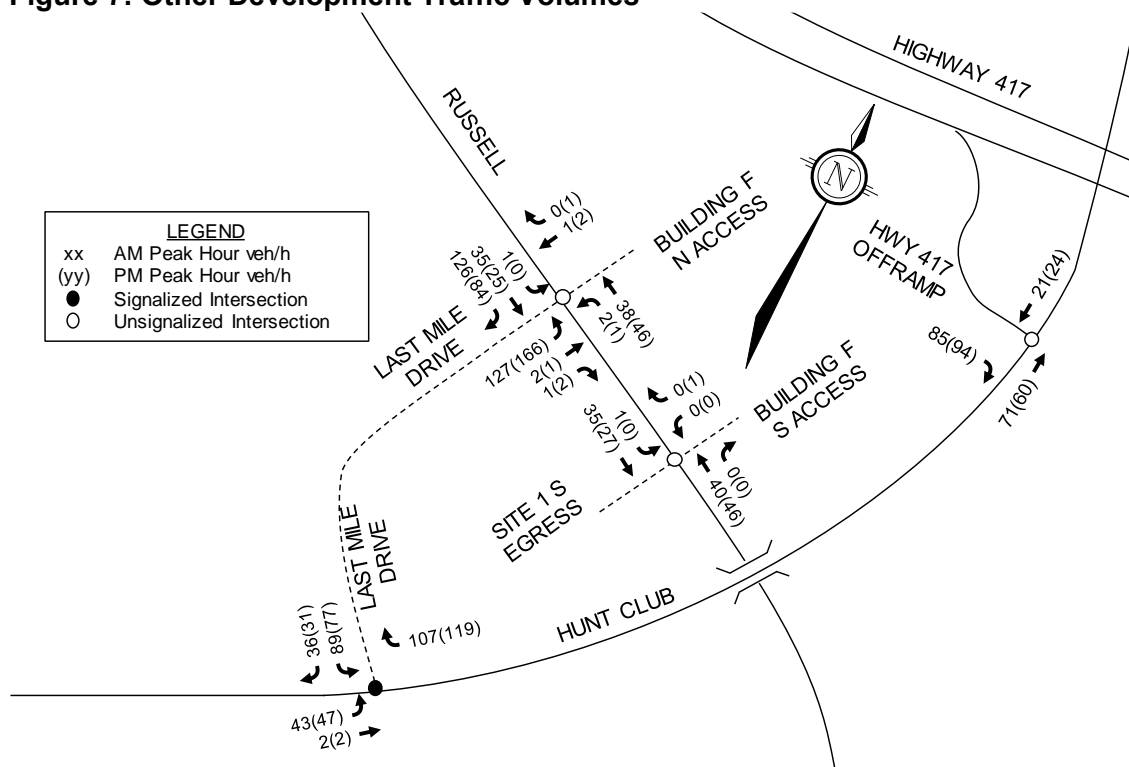 Figure 7: Other Development Traffic Volumes
HIGHWAY 417
RUSSELL
N
LEGEND
xx AM Peak Hour veh/h
(yy) PM Peak Hour veh/h
Signalized Intersection
Unsignalized Intersection
0(1)
1(2)
BUILDING F
N ACCESS
HWY 417
OFFRAMP
1(0)
35(25)
126(84)
21(24)
LAST MILE
DRIVE
38(46)
2(1)
85(94)
127(166)
2(1)
1(2)
71(60)
0(1)
0(0)
BUILDING F
S ACCESS
1(0)
35(27)
SITE 1 S
EGRESS
0(0)
40(46)
LAST MILE
DRIVE
HUNT CLUB
36(31)
89(77)
107(119)
43(47)
2(2)